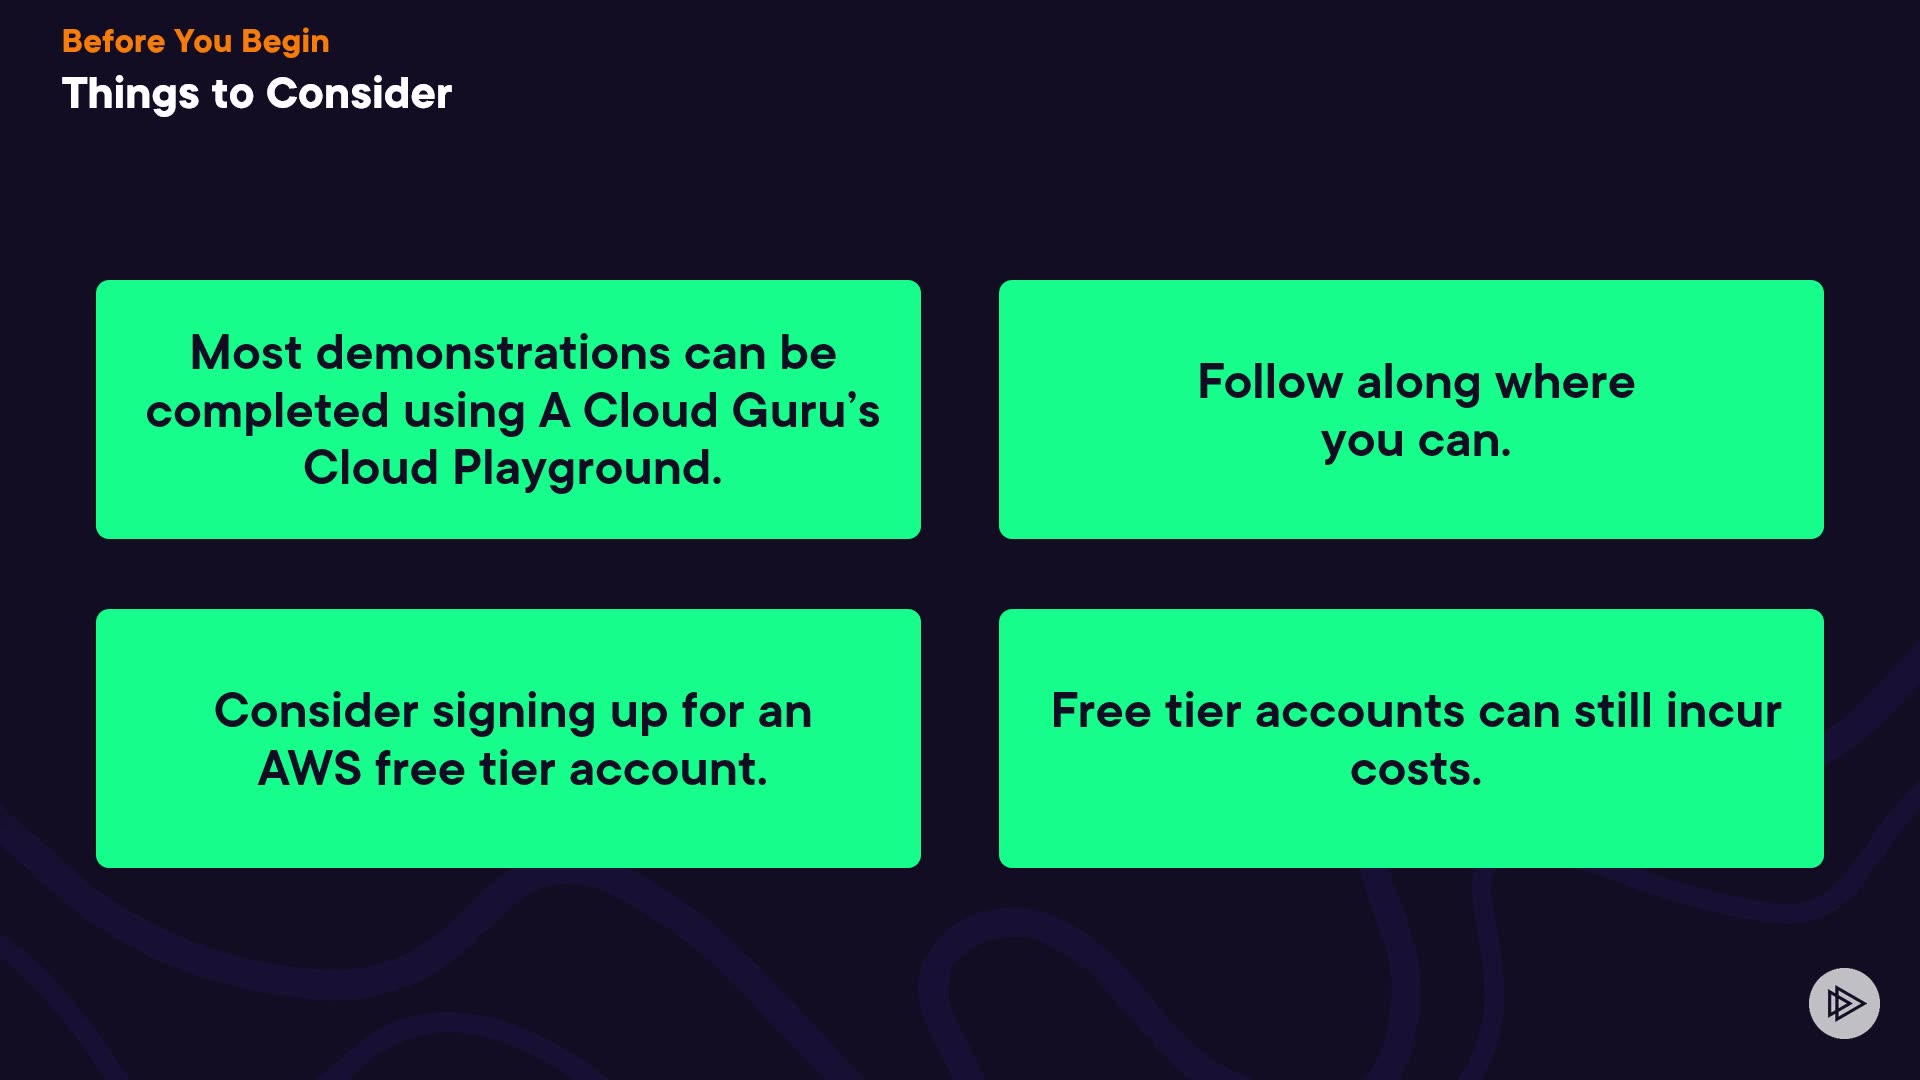 Before You Begin
Things to Consider
Most demonstrations can be
completed using A Cloud Guru’s
Cloud Playground.
Follow along where
you can.
Consider signing up for an
AWS free tier account.
Free tier accounts can still incur
costs.